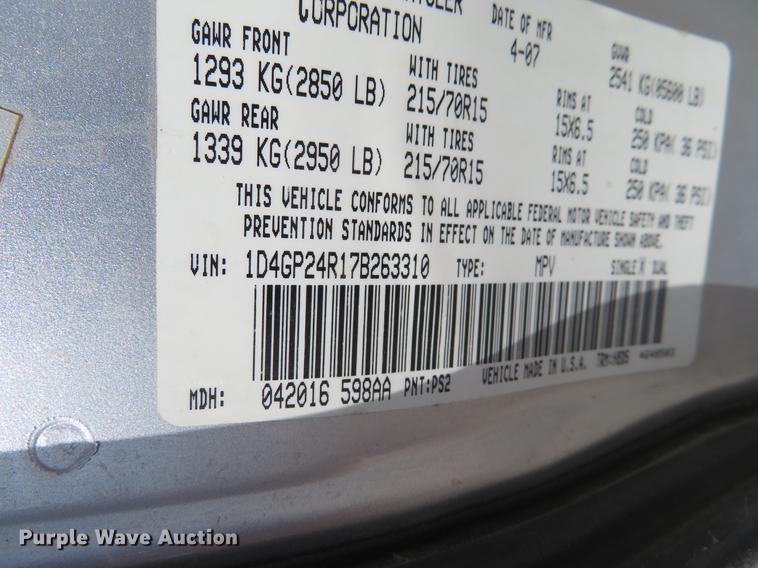 CORPORATION
DATE OF MFR
4-07
GVWR
2541 KG(05600 LB)
GAWR FRONT
1293 KG(2850 LB)
WITH TIRES
215/70R15
RIMS AT
15X6.5
COLD
250 KPA( 36 PSI)
GAWR REAR
1339 KG(2950 LB)
WITH TIRES
215/70R15
RIMS AT
15X6.5
COLD
250 KPA( 36 PSI)
THIS VEHICLE CONFORMS TO ALL APPLICABLE FEDERAL MOTOR VEHICLE SAFETY AND THEFT
PREVENTION STANDARDS IN EFFECT ON THE DATE OF MANUFACTURE SHOWN ABOVE.
VIN: 1D4GP24R17B263310 TYPE: MPV SINGLE X DUAL
MDH: 042016 598AA PNT:PS2 VEHICLE MADE IN U.S.A.
Purple Wave Auction